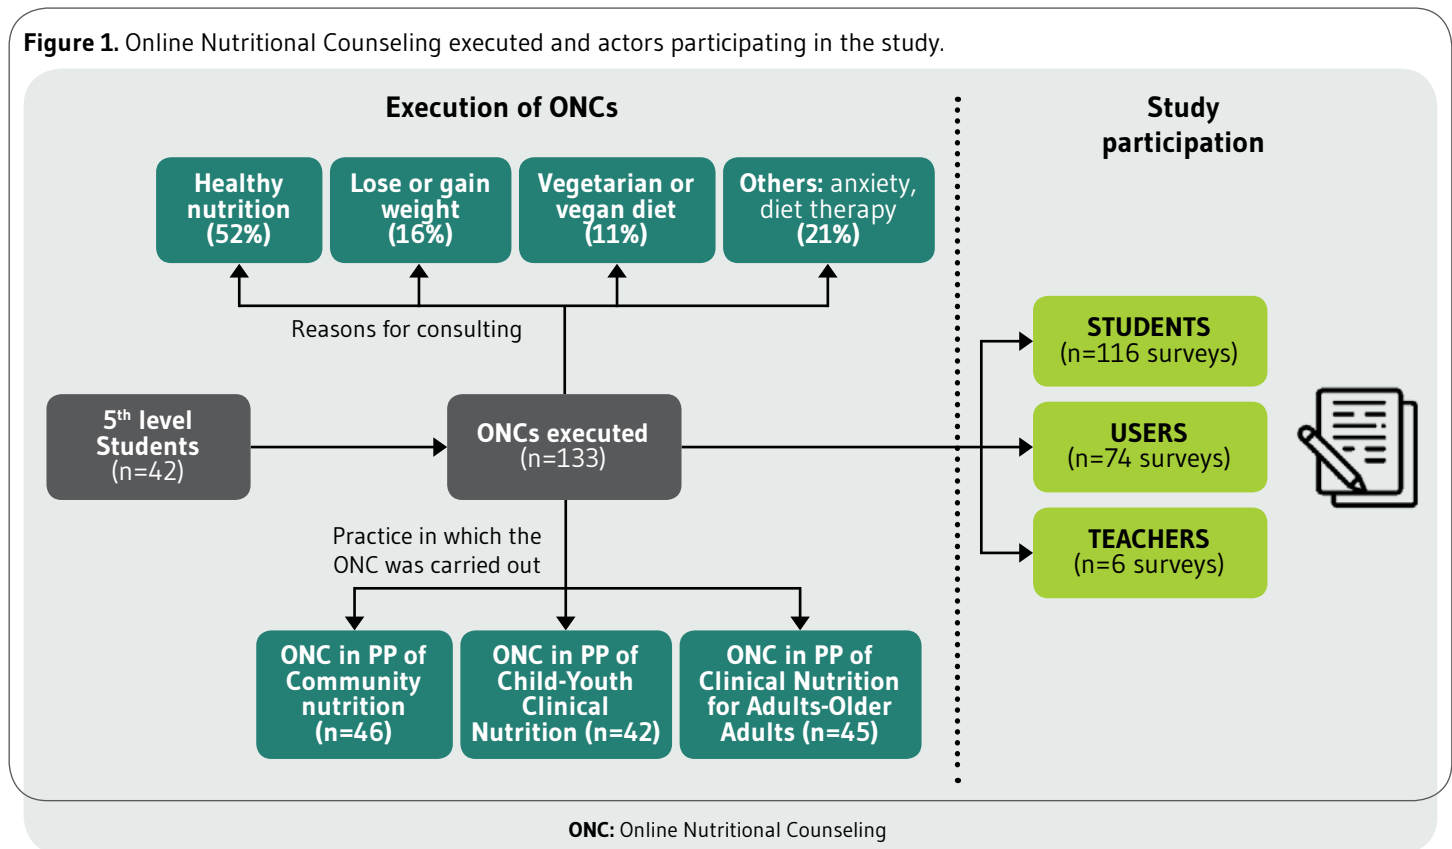 Figure 1. Online Nutritional Counseling executed and actors participating in the study.
Execution of ONCs
Study
participation
Healthy
nutrition
(52%)
Lose or gain
weight
(16%)
Vegetarian or
vegan diet
(11%)
Others: anxiety,
diet therapy
(21%)
Reasons for consulting
5th level
Students
(n=42)
ONCs executed
(n=133)
STUDENTS
(n=116 surveys)
USERS
(n=74 surveys)
TEACHERS
(n=6 surveys)
Practice in which the
ONC was carried out
ONC in PP of
Community
nutrition
(n=46)
ONC in PP of
Child-Youth
Clinical
Nutrition (n=42)
ONC in PP of
Clinical Nutrition
for Adults-Older
Adults (n=45)
ONC: Online Nutritional Counseling